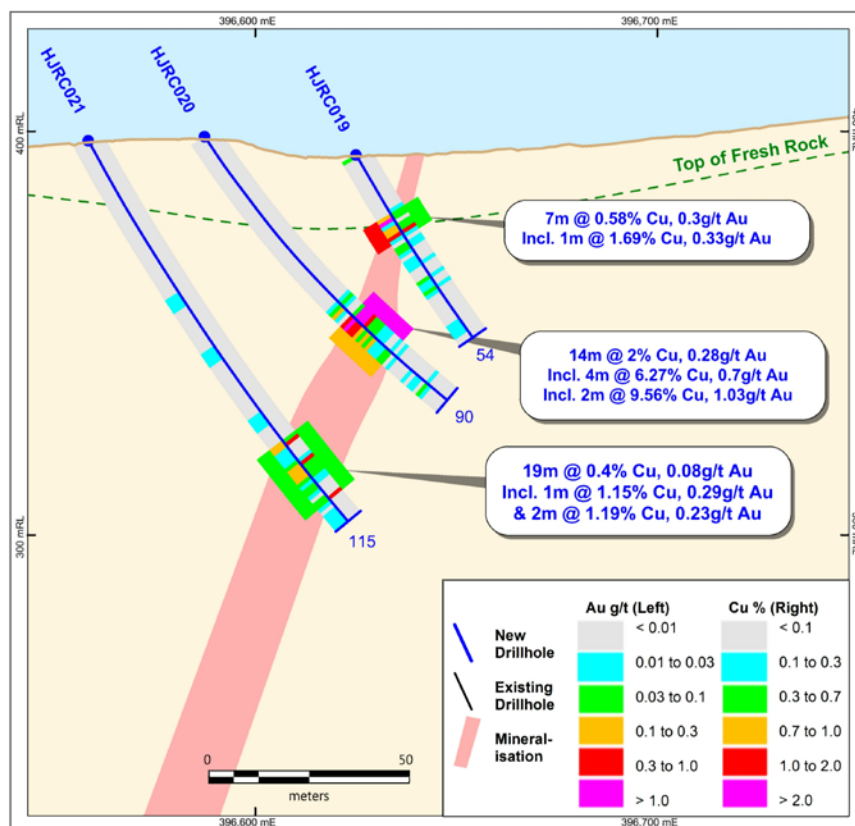 396,600 mE
396,700 mE
HJRC021
HJRC020
HJRC019
400 mRL
Top of Fresh Rock
7m @ 0.58% Cu, 0.3g/t Au
Incl. 1m @ 1.69% Cu, 0.33g/t Au
54
14m @ 2% Cu, 0.28g/t Au
Incl. 4m @ 6.27% Cu, 0.7g/t Au
Incl. 2m @ 9.56% Cu, 1.03g/t Au
90
19m @ 0.4% Cu, 0.08g/t Au
Incl. 1m @ 1.15% Cu, 0.29g/t Au
& 2m @ 1.19% Cu, 0.23g/t Au
115
300 mRL
Au g/t (Left)
Cu % (Right)
New
Drillhole
Existing
Drillhole
Mineral-
isation
< 0.01
0.01 to 0.03
0.03 to 0.1
0.1 to 0.3
0.3 to 1.0
> 1.0
< 0.1
0.1 to 0.3
0.3 to 0.7
0.7 to 1.0
1.0 to 2.0
> 2.0
0
50
meters
396,600 mE
396,700 mE